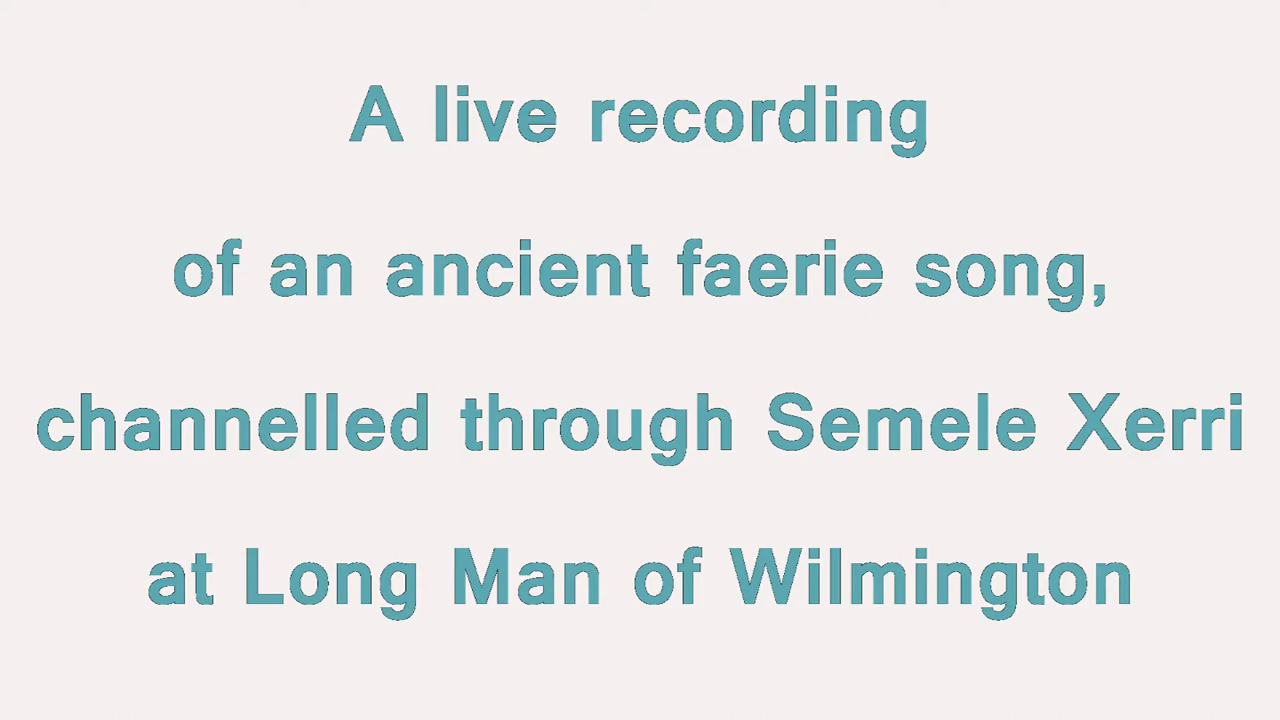 A live recording
of an ancient faerie song,
channelled through Semele Xerri
at Long Man of Wilmington